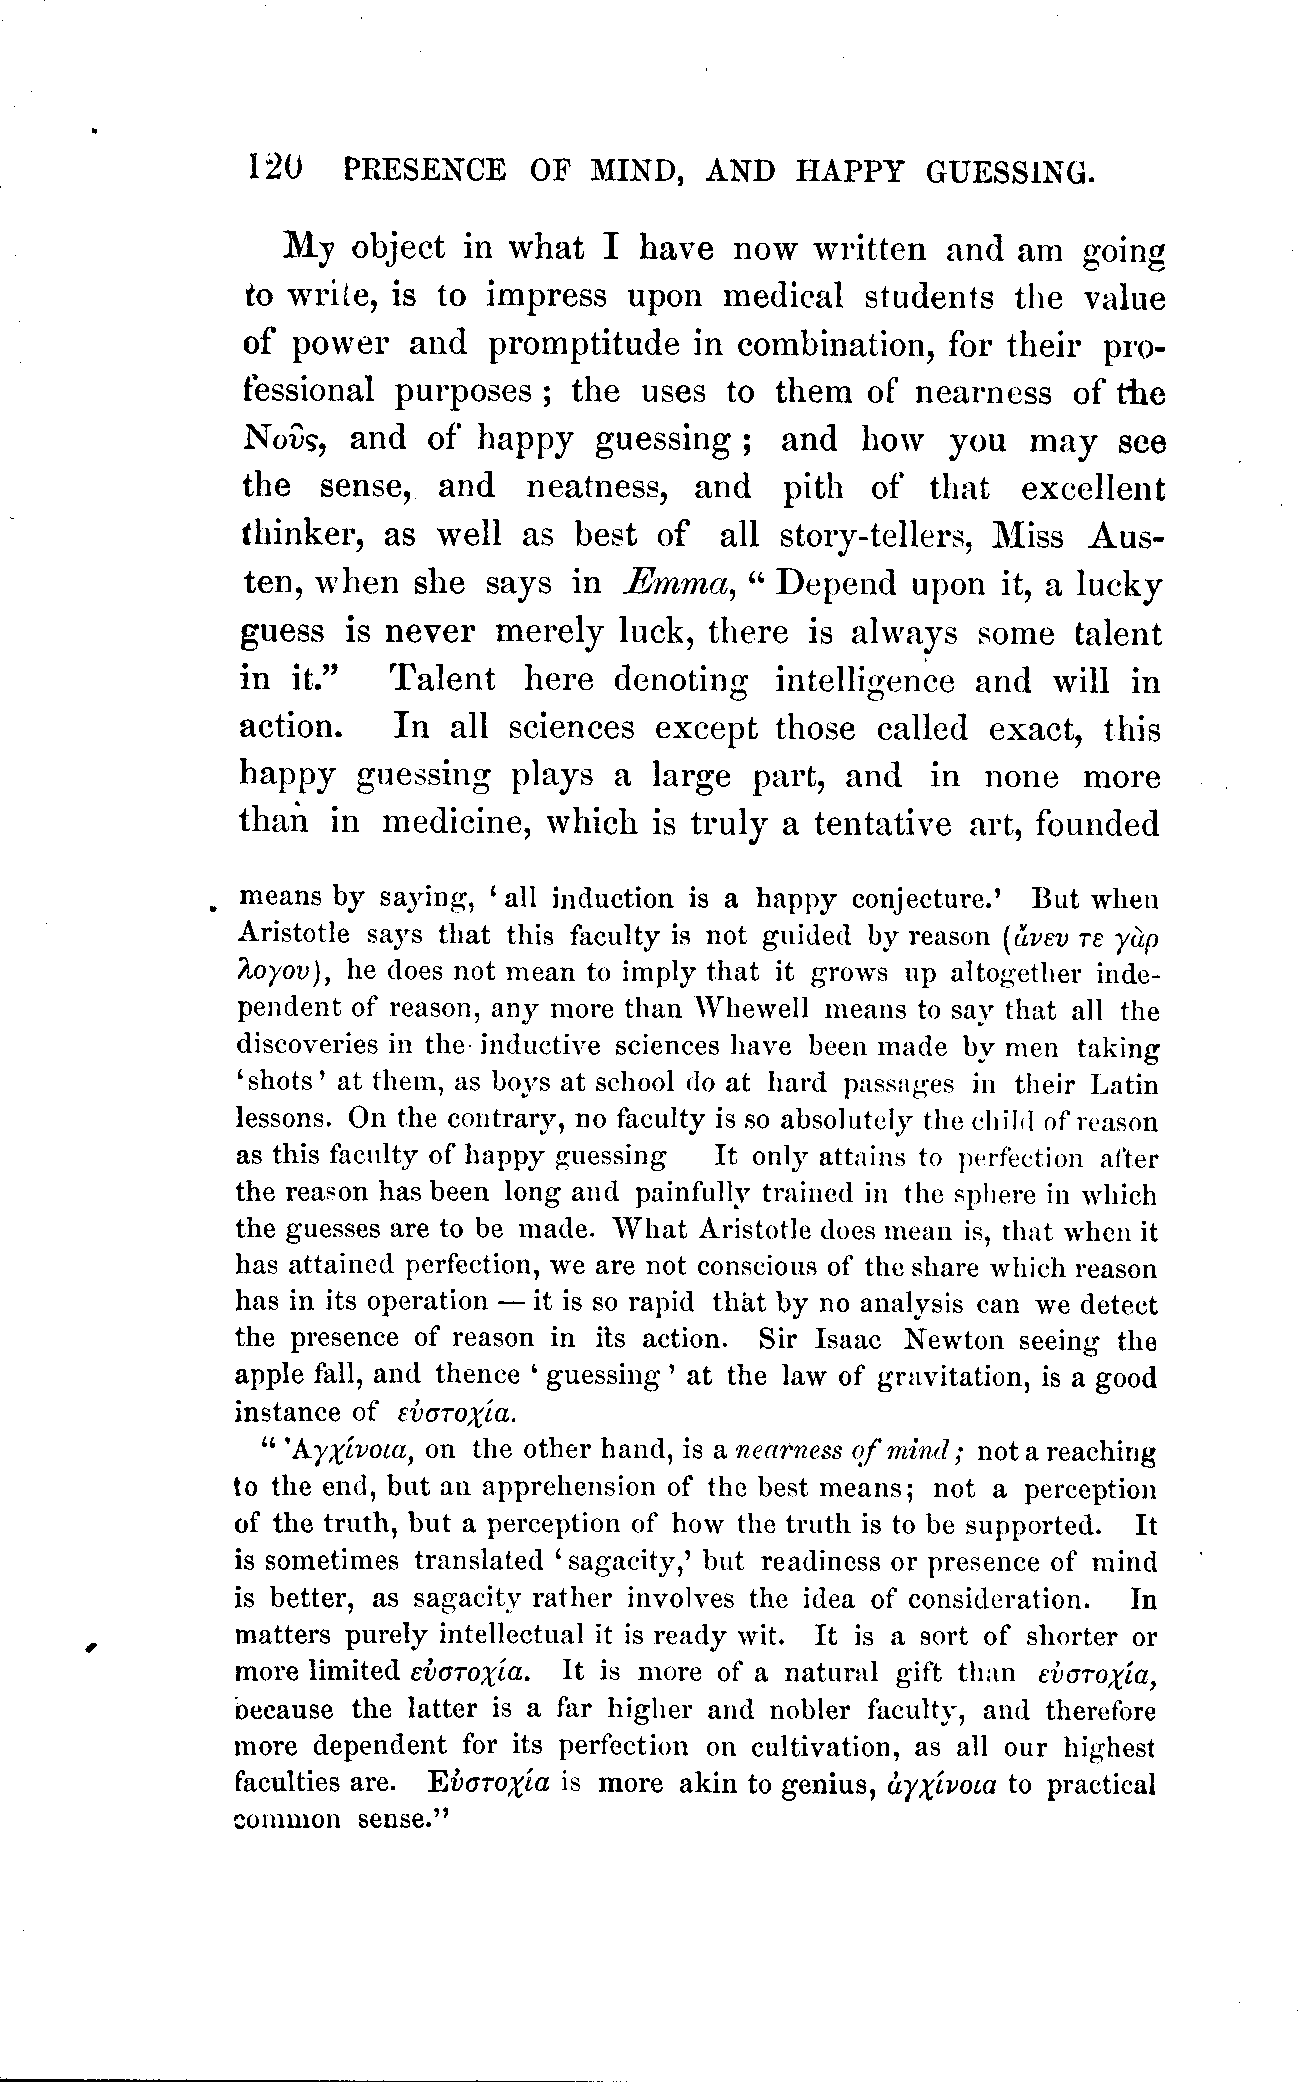 120 PRESENCE OF MIND, AND HAPPY GUESSING.
My object in what I have now written and am going
to write, is to impress upon medical students the value
of power and promptitude in combination, for their pro-
fessional purposes ; the uses to them of nearness of the
Νοῦς, and of happy guessing ; and how you may see
the sense, and neatness, and pith of that excellent
thinker, as well as best of all story-tellers, Miss Aus-
ten, when she says in Emma, “ Depend upon it, a lucky
guess is never merely luck, there is always some talent
in it.” Talent here denoting intelligence and will in
action. In all sciences except those called exact, this
happy guessing plays a large part, and in none more
than in medicine, which is truly a tentative art, founded
means by saying, ‘ all induction is a happy conjecture.’ But when
Aristotle says that this faculty is not guided by reason (ἄνευ τε γὰρ
λογου), he does not mean to imply that it grows up altogether inde-
pendent of reason, any more than Whewell means to say that all the
discoveries in the inductive sciences have been made by men taking
‘shots’ at them, as boys at school do at hard passages in their Latin
lessons. On the contrary, no faculty is so absolutely the child of reason
as this faculty of happy guessing It only attains to perfection after
the reason has been long and painfully trained in the sphere in which
the guesses are to be made. What Aristotle does mean is, that when it
has attained perfection, we are not conscious of the share which reason
has in its operation — it is so rapid that by no analysis can we detect
the presence of reason in its action. Sir Isaac Newton seeing the
apple fall, and thence ‘ guessing ’ at the law of gravitation, is a good
instance of εὐστοχία.
“ Ἀγχίνοια, on the other hand, is a nearness of mind ; not a reaching
to the end, but an apprehension of the best means; not a perception
of the truth, but a perception of how the truth is to be supported. It
is sometimes translated ‘ sagacity,’ but readiness or presence of mind
is better, as sagacity rather involves the idea of consideration. In
matters purely intellectual it is ready wit. It is a sort of shorter or
more limited εὐστοχία. It is more of a natural gift than εὐστοχία,
because the latter is a far higher and nobler faculty, and therefore
more dependent for its perfection on cultivation, as all our highest
faculties are. Εὐστοχία is more akin to genius, ἀγχίνοια to practical
common sense.”